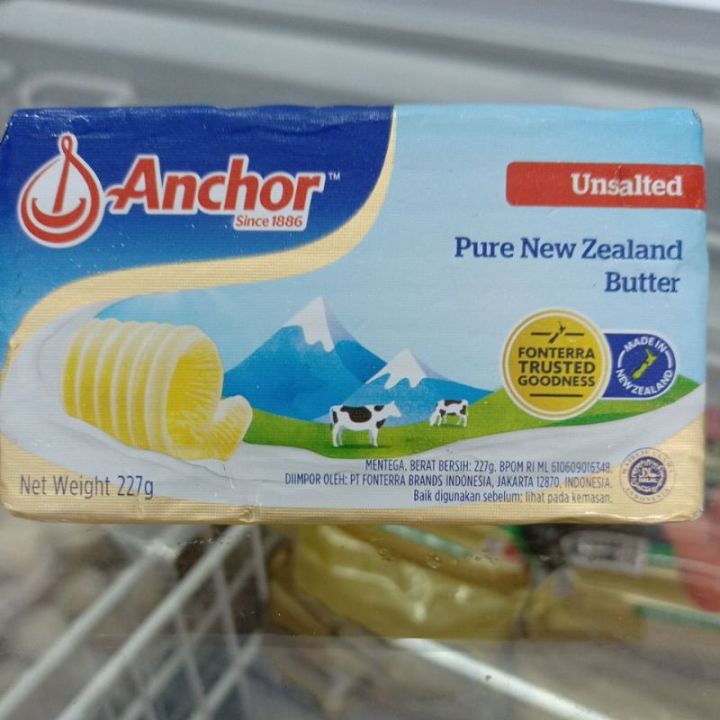 Anchor™
Since 1886
Unsalted
Pure New Zealand
Butter
FONTERRA
TRUSTED
GOODNESS
MADE IN
NEW ZEALAND
MENTEGA. BERAT BERSIH: 227g. BPOM RI ML 610609016348.
DIIMPOR OLEH: PT FONTERRA BRANDS INDONESIA, JAKARTA 12870, INDONESIA.
Baik digunakan sebelum: lihat pada kemasan.
Net Weight 227g